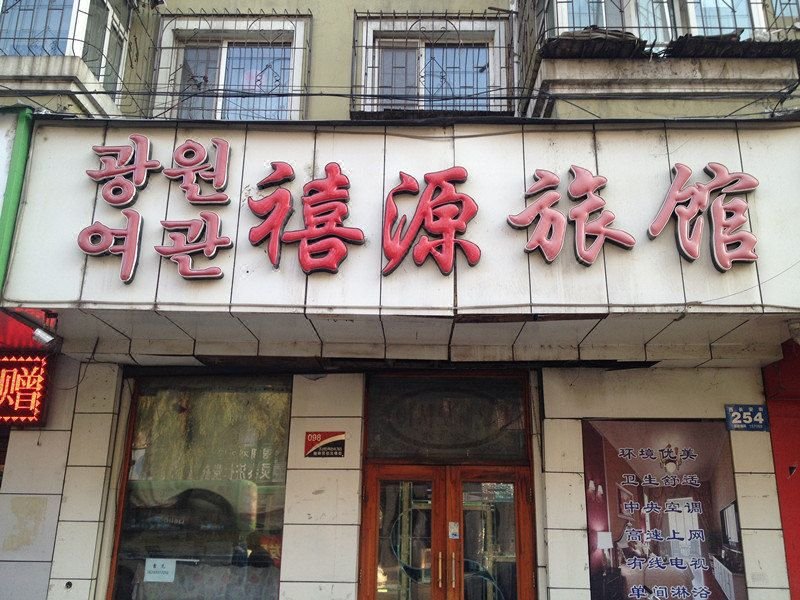 광원
여관
禧源旅馆
赠
098
254
环境优美
卫生舒适
中央空调
高速上网
有线电视
单间淋浴